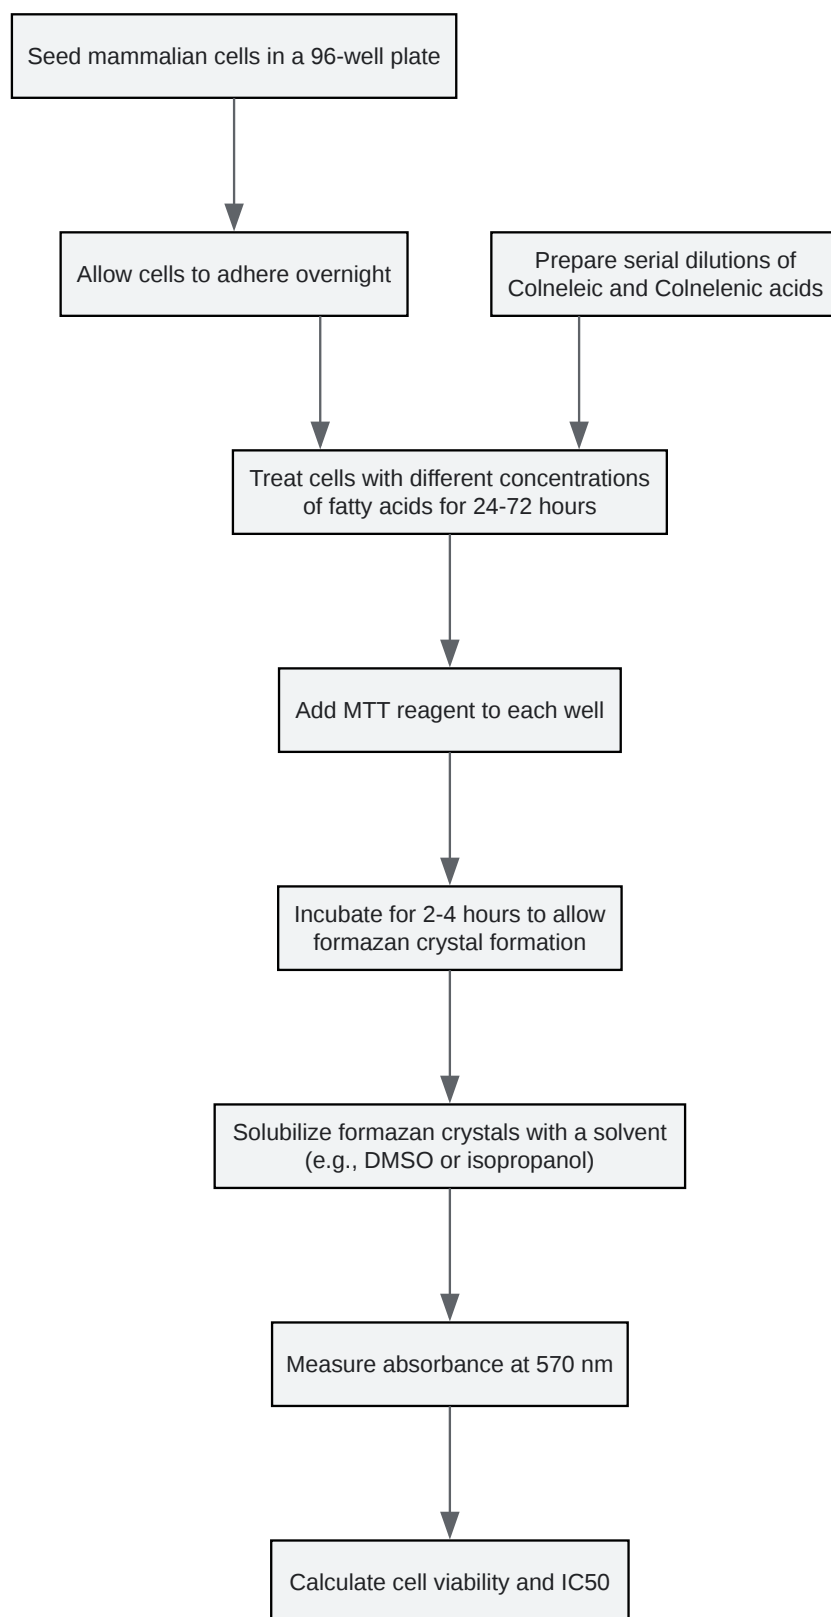 Seed mammalian cells in a 96-well plate
Allow cells to adhere overnight
Prepare serial dilutions of
Colneleic and Colnelenic acids
Treat cells with different concentrations
of fatty acids for 24-72 hours
Add MTT reagent to each well
Incubate for 2-4 hours to allow
formazan crystal formation
Solubilize formazan crystals with a solvent
(e.g., DMSO or isopropanol)
Measure absorbance at 570 nm
Calculate cell viability and IC50